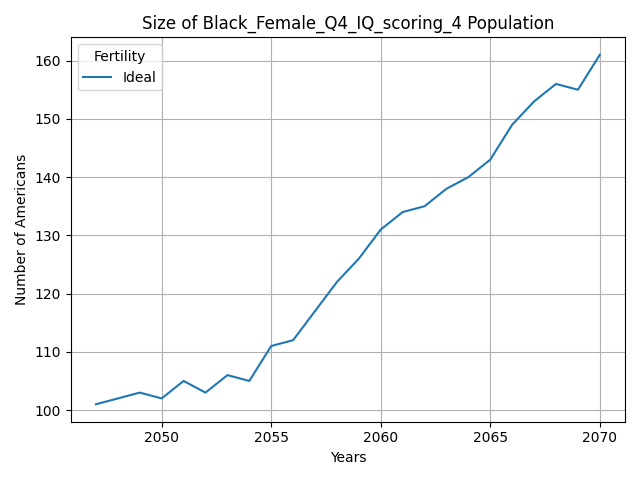 Size of Black_Female_Q4_IQ_scoring_4 Population
Fertility
Ideal
Number of Americans
160
150
140
130
120
110
100
2050 2055 2060 2065 2070
Years